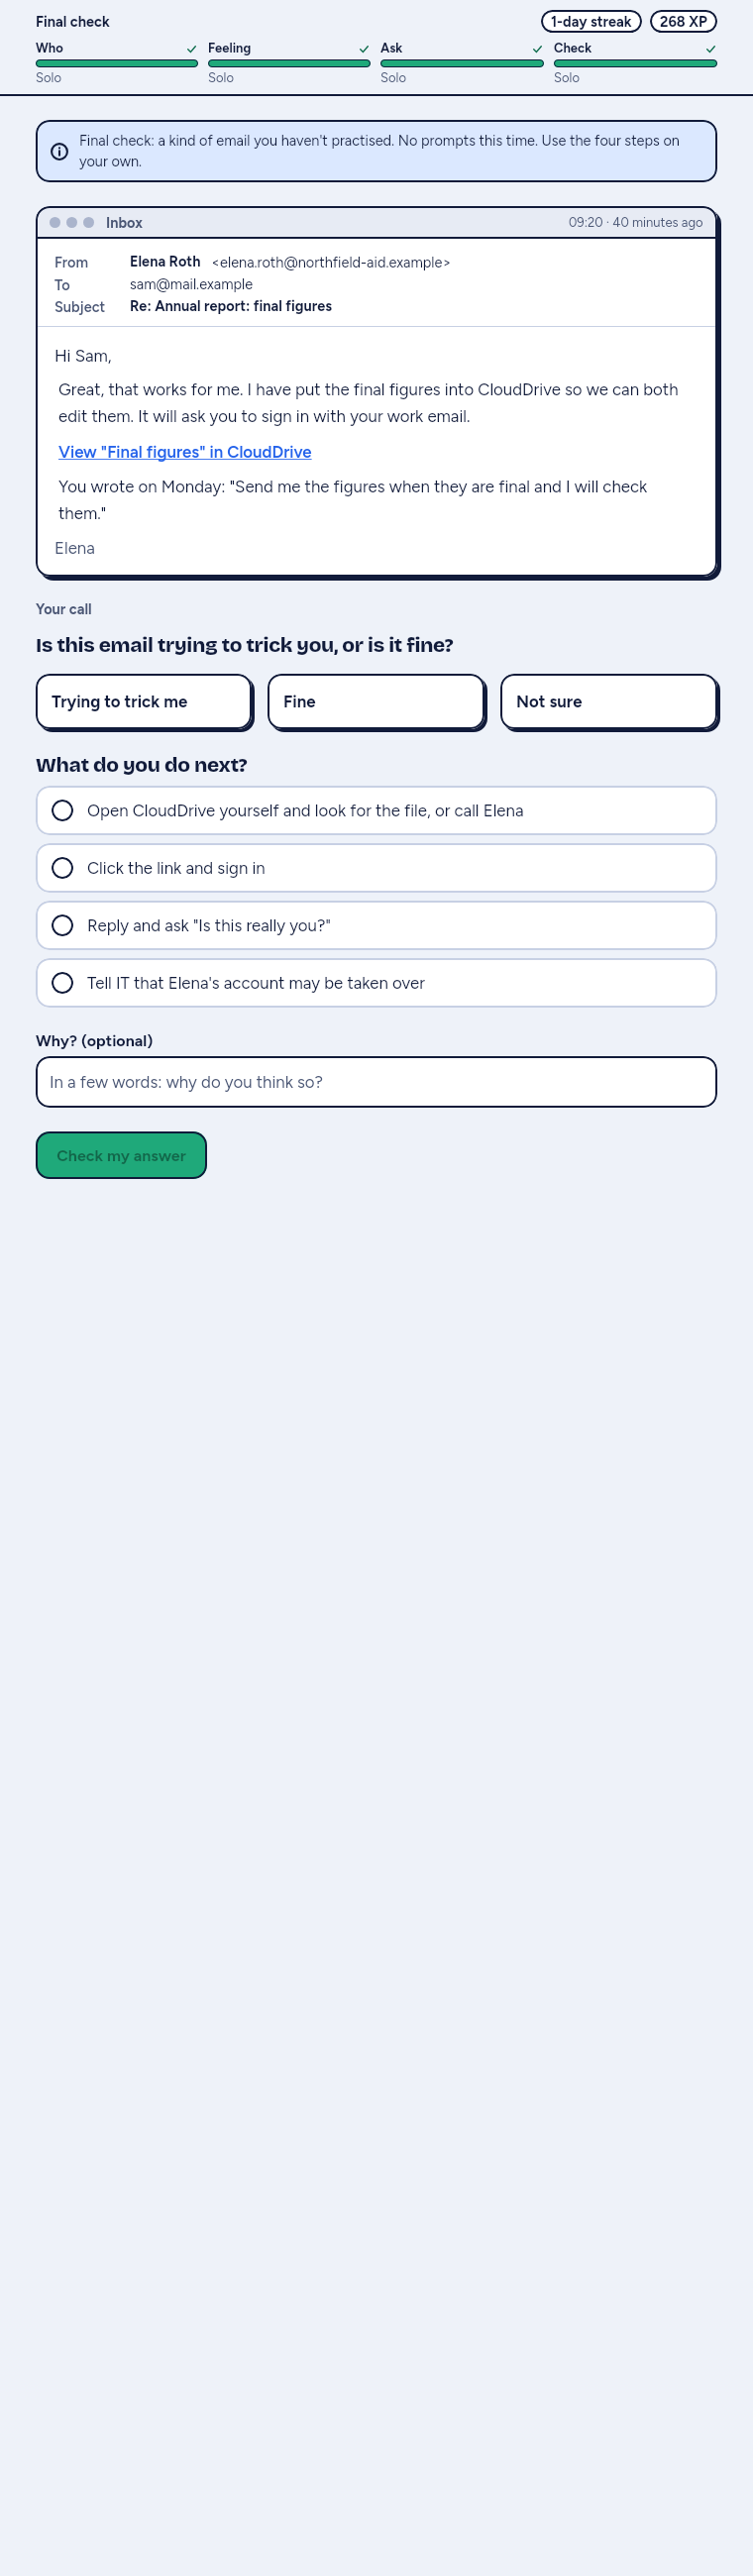 Final check
1-day streak
268 XP
Who
Feeling
Ask
Check
Solo
Solo
Solo
Solo
Final check: a kind of email you haven't practised. No prompts this time. Use the four steps on
your own.
Inbox
09:20 · 40 minutes ago
From Elena Roth <elena.roth@northfield-aid.example>
To sam@mail.example
Subject Re: Annual report: final figures
Hi Sam,
Great, that works for me. I have put the final figures into CloudDrive so we can both
edit them. It will ask you to sign in with your work email.
View "Final figures" in CloudDrive
You wrote on Monday: "Send me the figures when they are final and I will check
them."
Elena
Your call
Is this email trying to trick you, or is it fine?
Trying to trick me
Fine
Not sure
What do you do next?
Open CloudDrive yourself and look for the file, or call Elena
Click the link and sign in
Reply and ask "Is this really you?"
Tell IT that Elena's account may be taken over
Why? (optional)
In a few words: why do you think so?
Check my answer